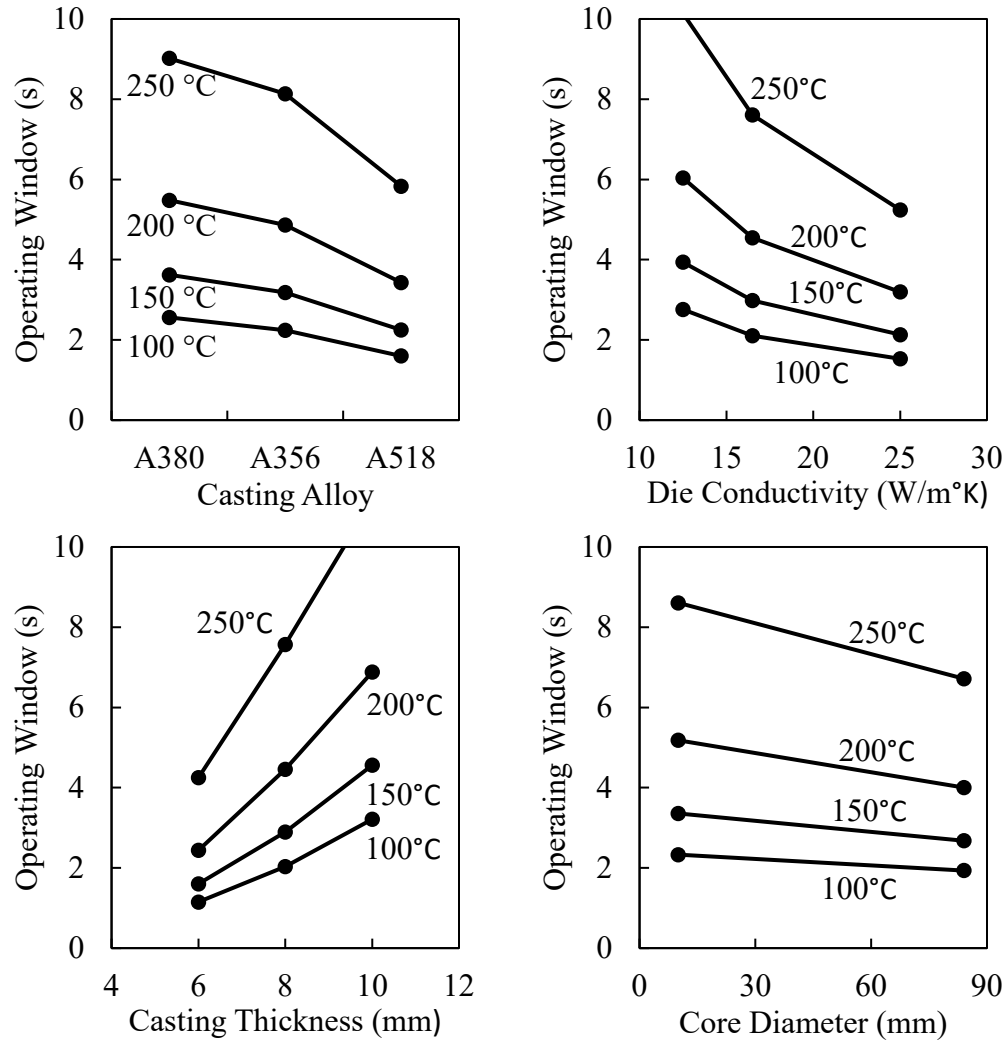 10
8
6
4
2
0
Operating Window (s)
250 °C
200 °C
150 °C
100 °C
A380 A356 A518
Casting Alloy
10
8
6
4
2
0
Operating Window (s)
250°C
200°C
150°C
100°C
10 15 20 25 30
Die Conductivity (W/m°K)
10
8
6
4
2
0
Operating Window (s)
250°C
200°C
150°C
100°C
4 6 8 10 12
Casting Thickness (mm)
10
8
6
4
2
0
Operating Window (s)
250°C
200°C
150°C
100°C
0 30 60 90
Core Diameter (mm)